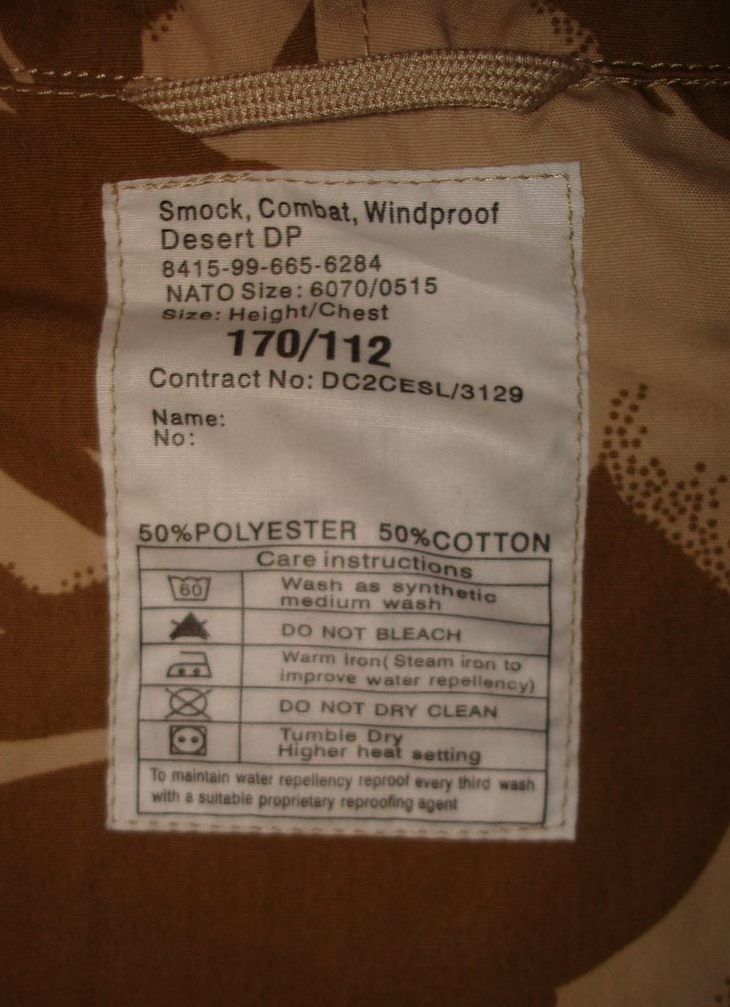 Smock, Combat, Windproof
Desert DP
8415-99-665-6284
NATO Size: 6070/0515
Size: Height/Chest
170/112
Contract No: DC2CESL/3129
Name:
No:
50%POLYESTER 50%COTTON
Care instructions
60
Wash as synthetic
medium wash
DO NOT BLEACH
Warm Iron(Steam iron to
improve water repellency)
DO NOT DRY CLEAN
Tumble Dry
Higher heat setting
To maintain water repellency reproof every third wash
with a suitable proprietary reproofing agent